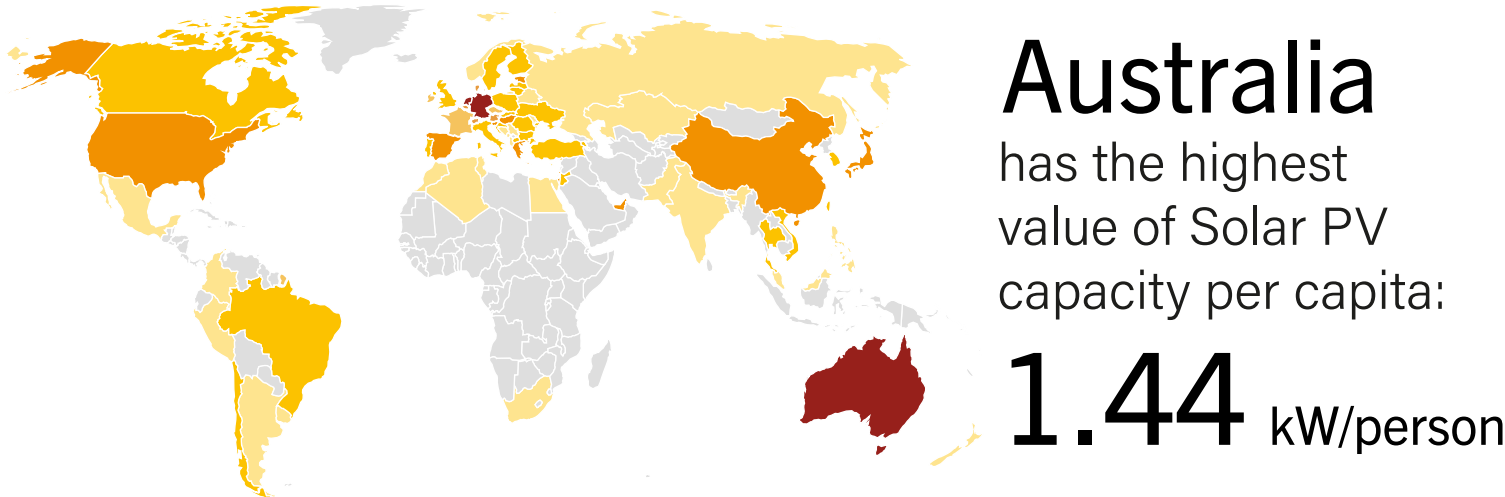 Australia
has the highest
value of Solar PV
capacity per capita:
1.44 kW/person